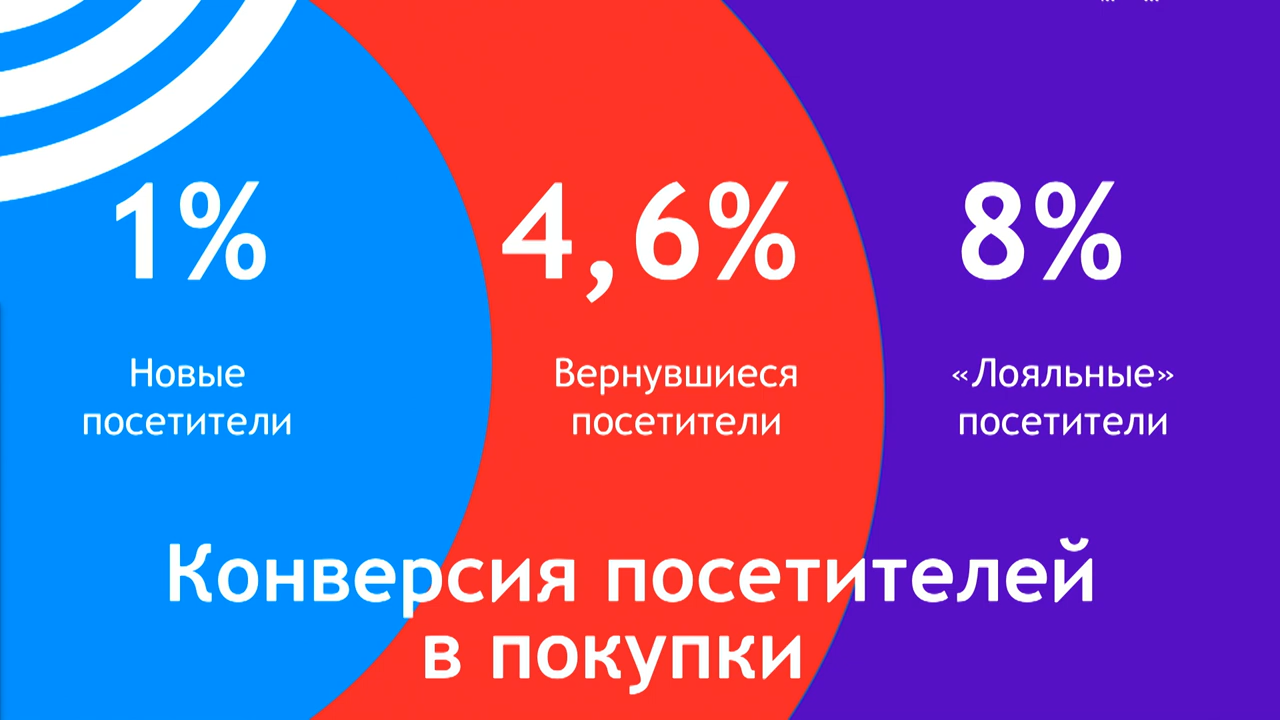 1%
4,6%
8%
Новые
посетители
Вернувшиеся
посетители
«Лояльные»
посетители
Конверсия посетителей
в покупки